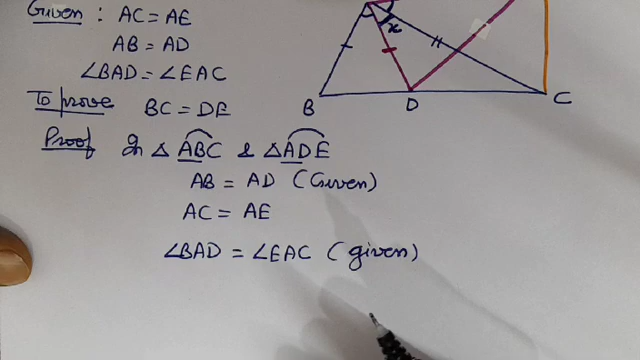 Given : AC = AE
AB = AD
∠BAD = ∠EAC
To prove BC = DE
Proof In △ ABC & △ADE
AB = AD (Given)
AC = AE
∠BAD = ∠EAC (given)
x
B
D
C